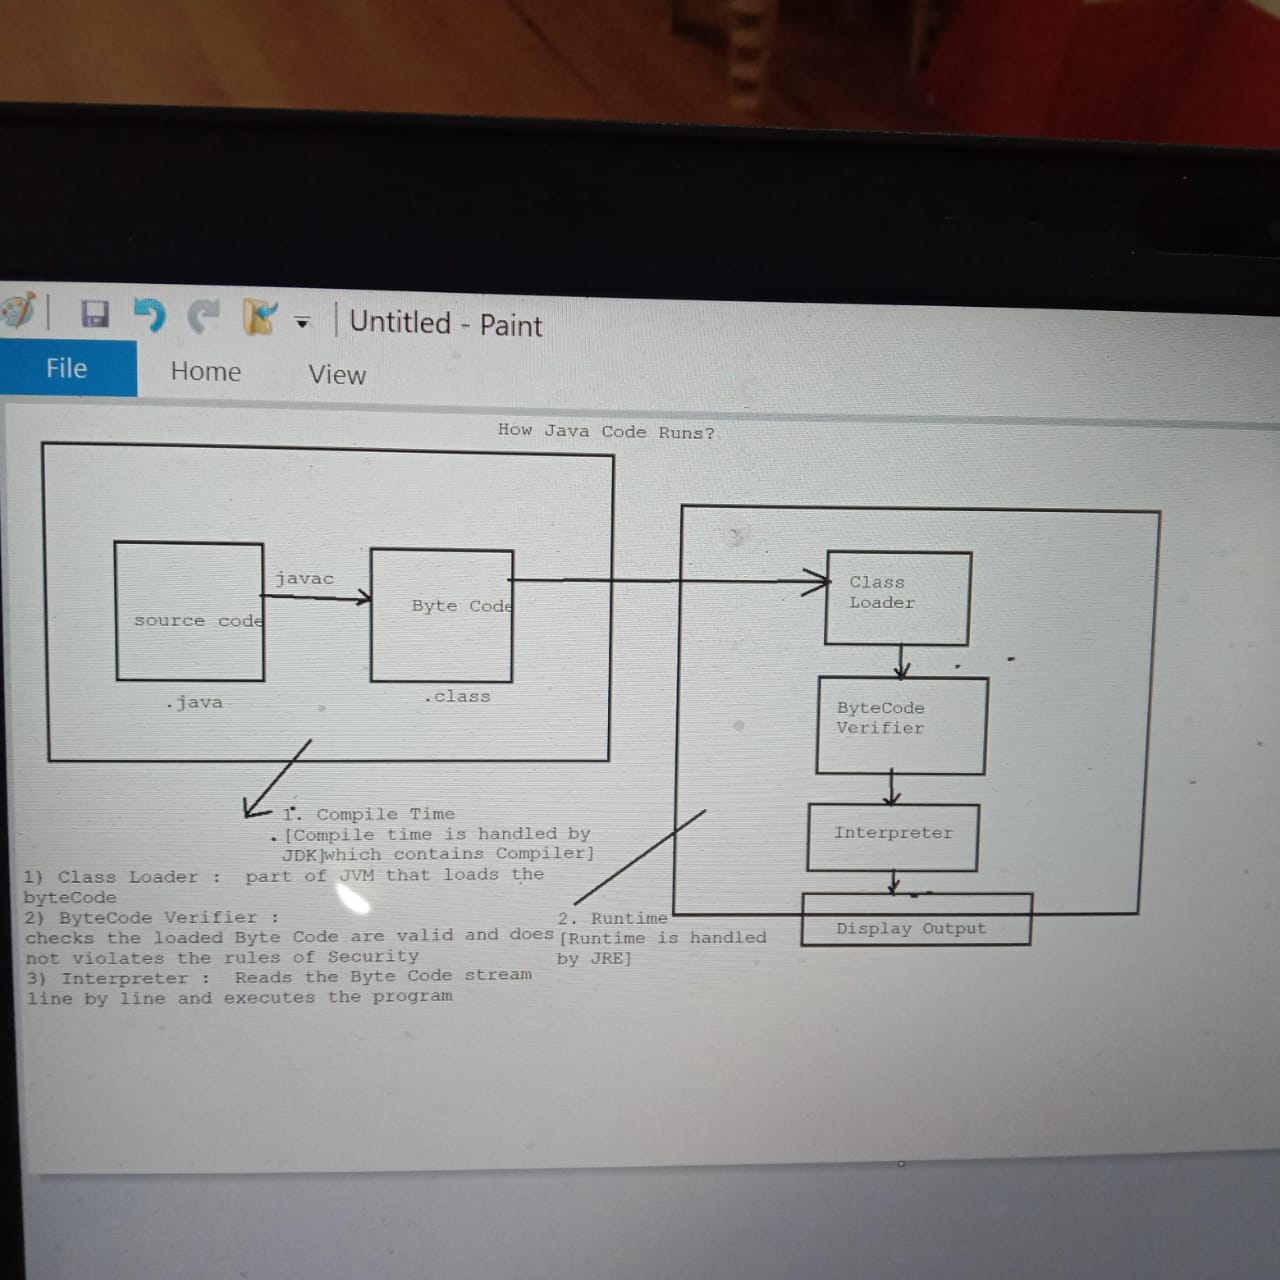 Untitled - Paint
File Home View
How Java Code Runs?
javac
source code
Byte Code
.java
.class
Class
Loader
ByteCode
Verifier
Interpreter
Display Output
1. Compile Time
[Compile time is handled by
JDK]which contains Compiler]
1) Class Loader : part of JVM that loads the
byteCode
2) ByteCode Verifier :
checks the loaded Byte Code are valid and does
not violates the rules of Security
3) Interpreter : Reads the Byte Code stream
line by line and executes the program
2. Runtime
[Runtime is handled
by JRE]